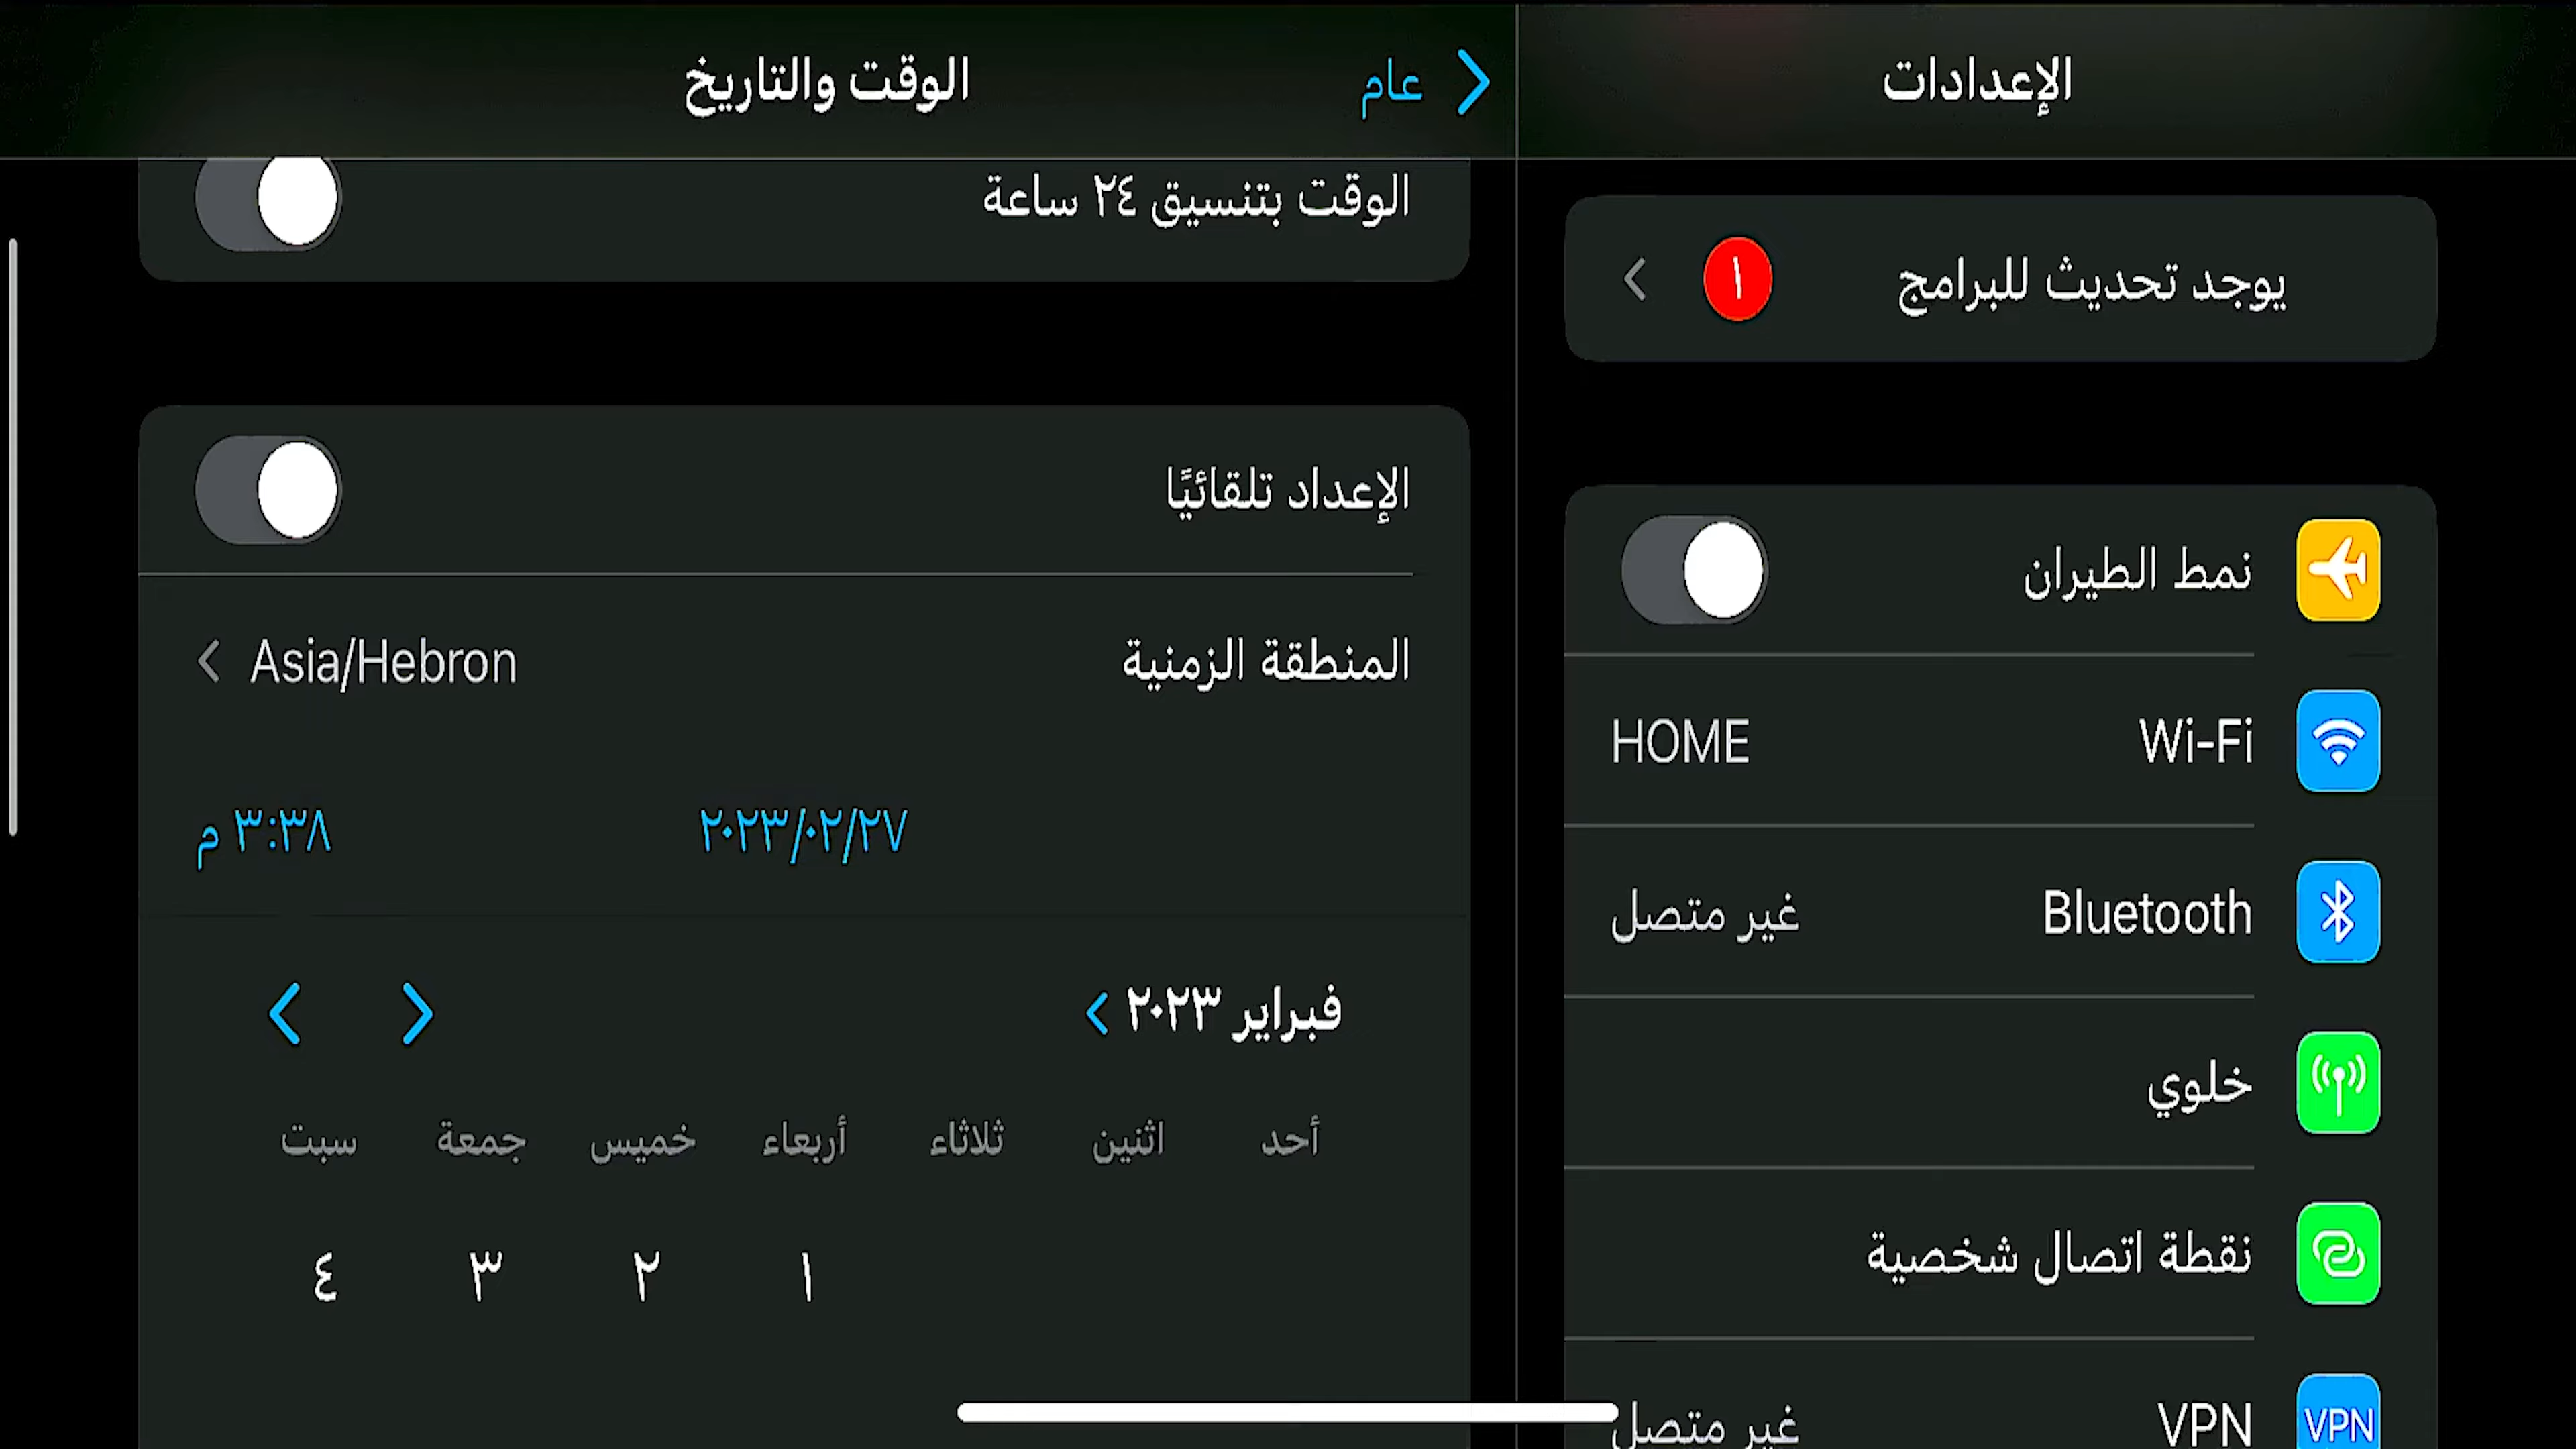 الإعدادات
يوجد تحديث للبرامج ١
نمط الطيران
Wi-Fi HOME
Bluetooth غير متصل
خلوي
نقطة اتصال شخصية
VPN VPN غير متصل
عام الوقت والتاريخ
الوقت بتنسيق ٢٤ ساعة
الإعداد تلقائيًا
المنطقة الزمنية Asia/Hebron
٢٠٢٣/٠٢/٢٧ ٣:٣٨ م
فبراير ٢٠٢٣
أحد اثنين ثلاثاء أربعاء خميس جمعة سبت
١ ٢ ٣ ٤